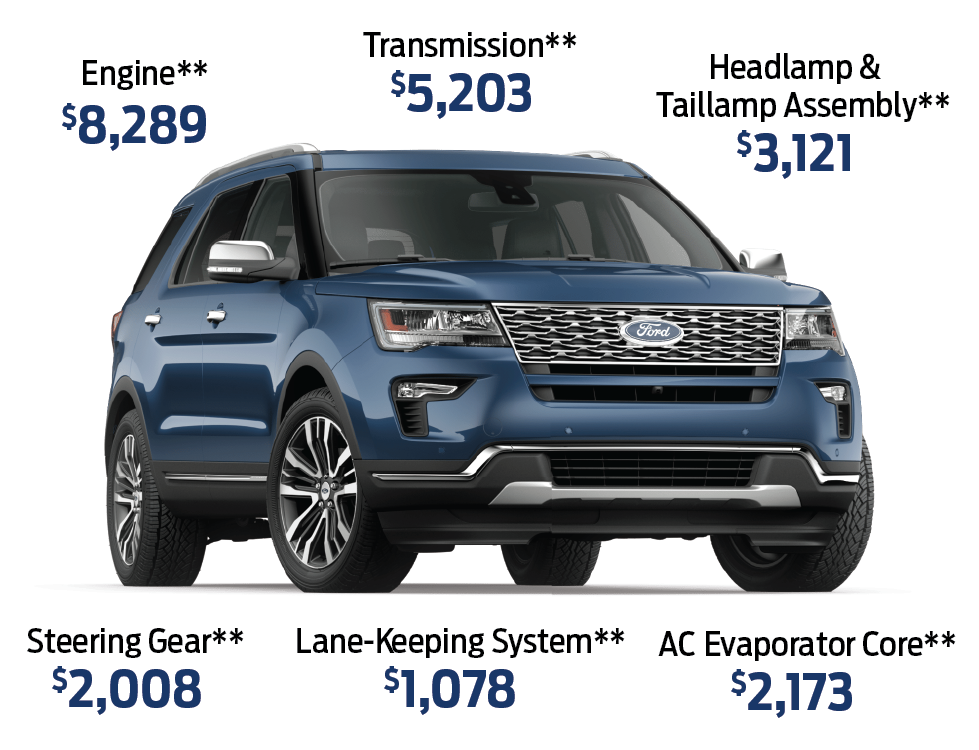 Transmission**
$5,203
Engine**
$8,289
Headlamp &
Taillamp Assembly**
$3,121
Ford
Steering Gear**
$2,008
Lane-Keeping System**
$1,078
AC Evaporator Core**
$2,173